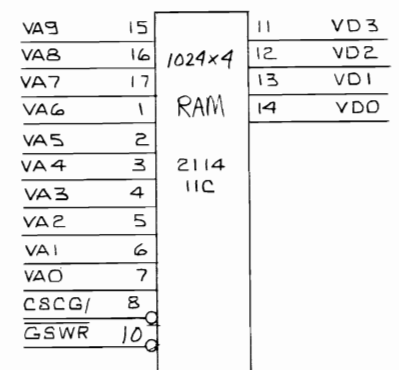 VA9 15 11 VD3
VA8 16 1024x4 12 VD2
VA7 17 13 VD1
VA6 1 RAM 14 VD0
VA5 2
VA4 3 2114
VA3 4 11C
VA2 5
VA1 6
VA0 7
CSCG/ 8
GSWR 10